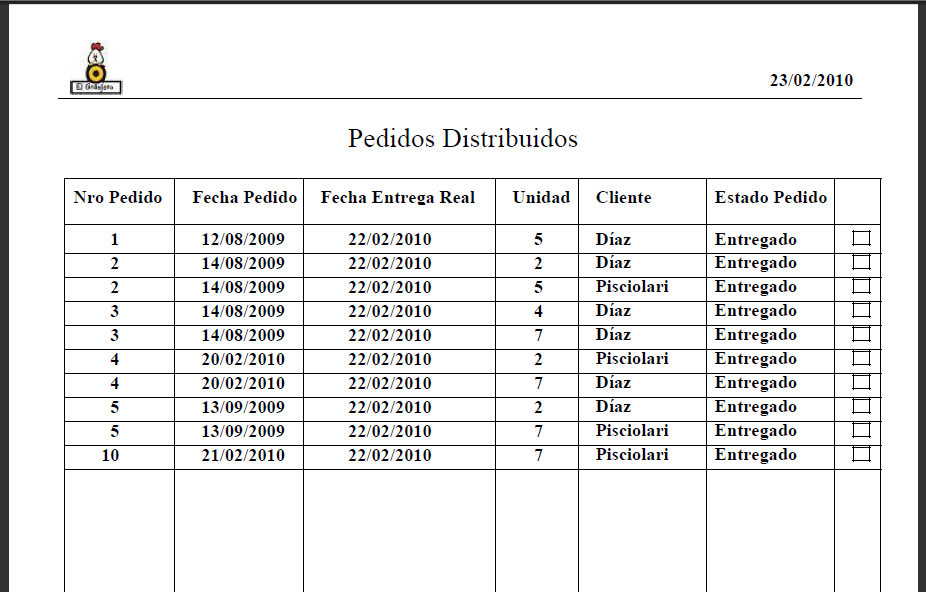 23/02/2010
Pedidos Distribuidos
Nro Pedido Fecha Pedido Fecha Entrega Real Unidad Cliente Estado Pedido
1 12/08/2009 22/02/2010 5 Díaz Entregado
2 14/08/2009 22/02/2010 2 Díaz Entregado
2 14/08/2009 22/02/2010 5 Pisciolari Entregado
3 14/08/2009 22/02/2010 4 Díaz Entregado
3 14/08/2009 22/02/2010 7 Díaz Entregado
4 20/02/2010 22/02/2010 2 Pisciolari Entregado
4 20/02/2010 22/02/2010 7 Díaz Entregado
5 13/09/2009 22/02/2010 2 Díaz Entregado
5 13/09/2009 22/02/2010 7 Pisciolari Entregado
10 21/02/2010 22/02/2010 7 Pisciolari Entregado